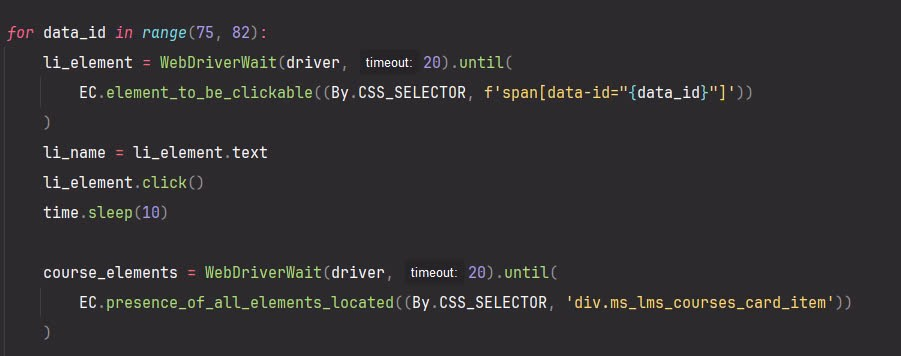 for data_id in range(75, 82):
    li_element = WebDriverWait(driver, timeout: 20).until(
        EC.element_to_be_clickable((By.CSS_SELECTOR, f'span[data-id="{data_id}"]'))
    )
    li_name = li_element.text
    li_element.click()
    time.sleep(10)
    course_elements = WebDriverWait(driver, timeout: 20).until(
        EC.presence_of_all_elements_located((By.CSS_SELECTOR, 'div.ms_lms_courses_card_item'))
    )